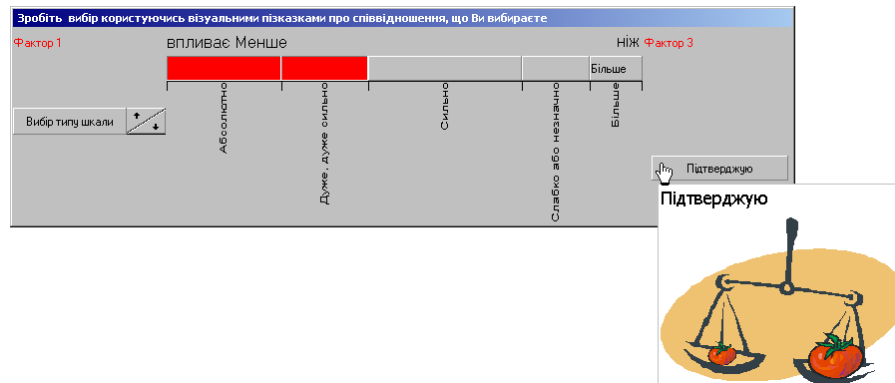 Зробіть вибір користуючись візуальними пізказками про співвідношення, що Ви вибираєте
Фактор 1 впливає Менше ніж Фактор 3
Більше
Абсолютно
Дуже, дуже сильно
Сильно
Слабко або незначно
Більше
Вибір типу шкали
Підтверджую
Підтверджую